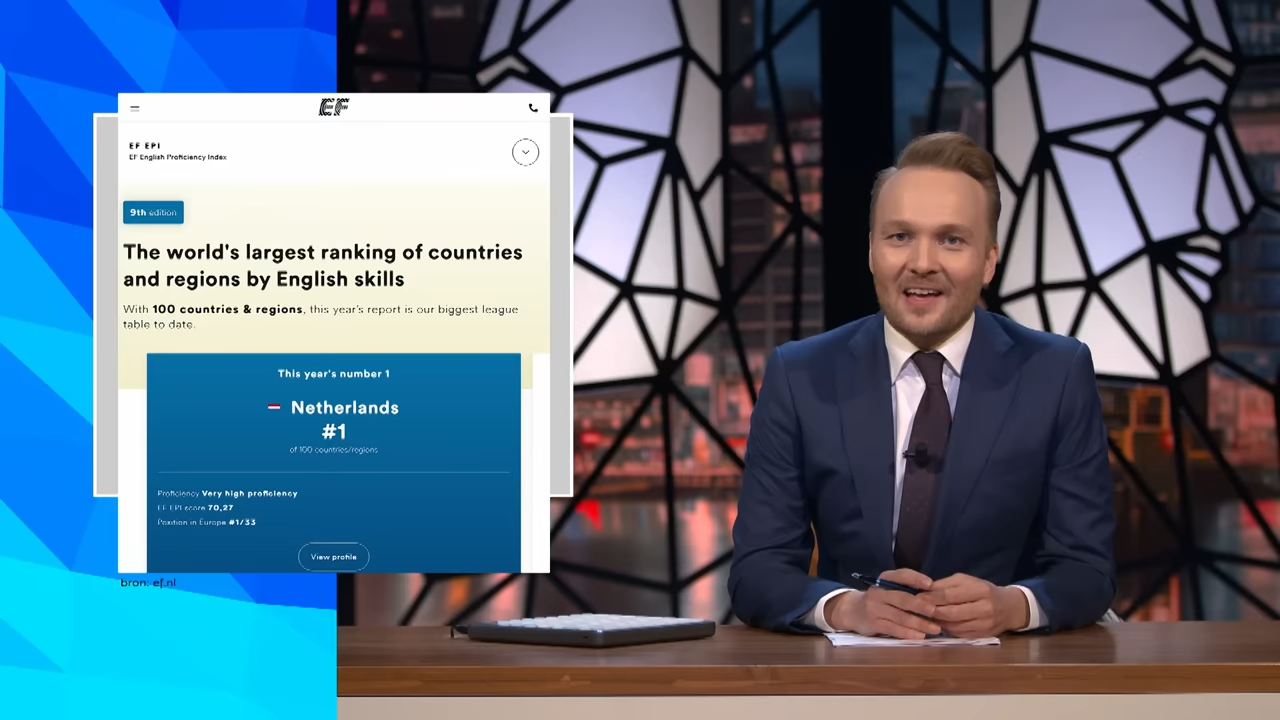 EF
EF EPI
EF English Proficiency Index
9th edition
The world's largest ranking of countries
and regions by English skills
With 100 countries & regions, this year's report is our biggest league
table to date.
This year's number 1
Netherlands
#1
of 100 countries/regions
Proficiency Very high proficiency
EF EPI score 70,27
Position in Europe #1/33
View profile
bron: ef.nl